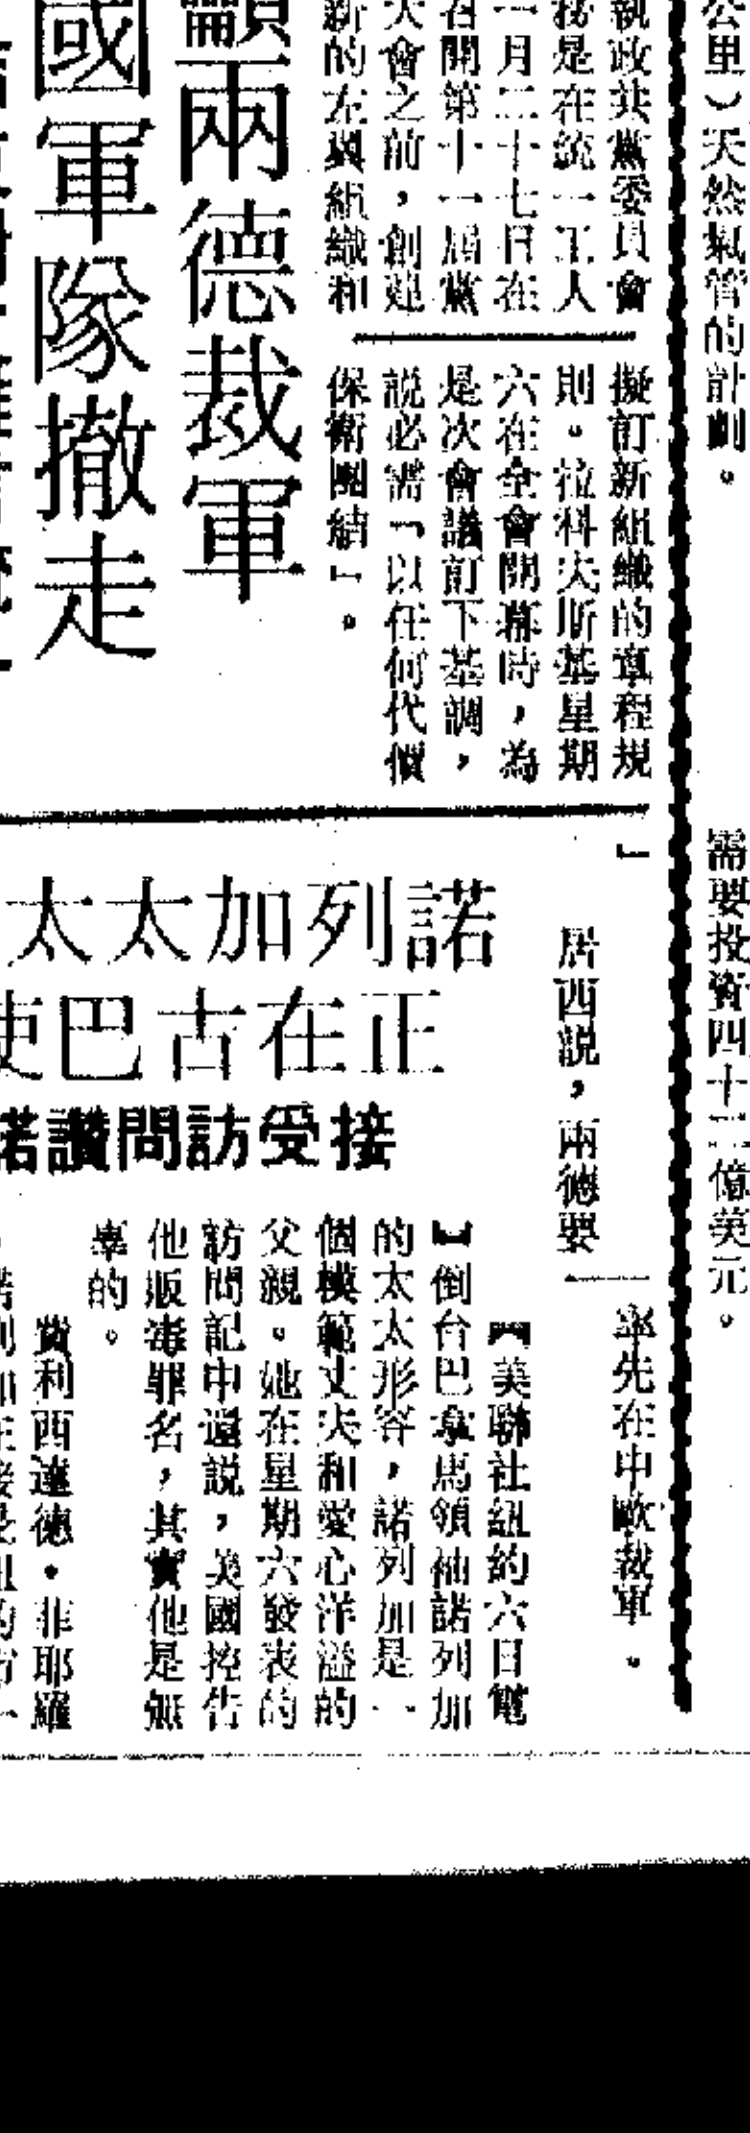 公里）天然氣管的計劃。
需要投資四十二億美元。
執政共黨委員會
務是在統一工人
一月二十七日在
召開第十一屆黨
大會之前，創建
新的左翼組織和
擬訂新組織的章程規
則。拉科夫斯基星期
六在全會開幕時，為
是次會議訂下基調，
説必需「以任何代價
保衛團結」。
籲兩德裁軍
國軍隊撤走
」
居西説，兩德要
率先在中歐裁軍。
諾列加太太
正在古巴使
接受訪問讚諾
【美聯社紐約六日電
】倒台巴拿馬領袖諾列加
的太太形容，諾列加是一
個模範丈夫和愛心洋溢的
父親。她在星期六發表的
訪問記中還説，美國控告
他販毒罪名，其實他是無
辜的。
費利西達德・菲耶羅